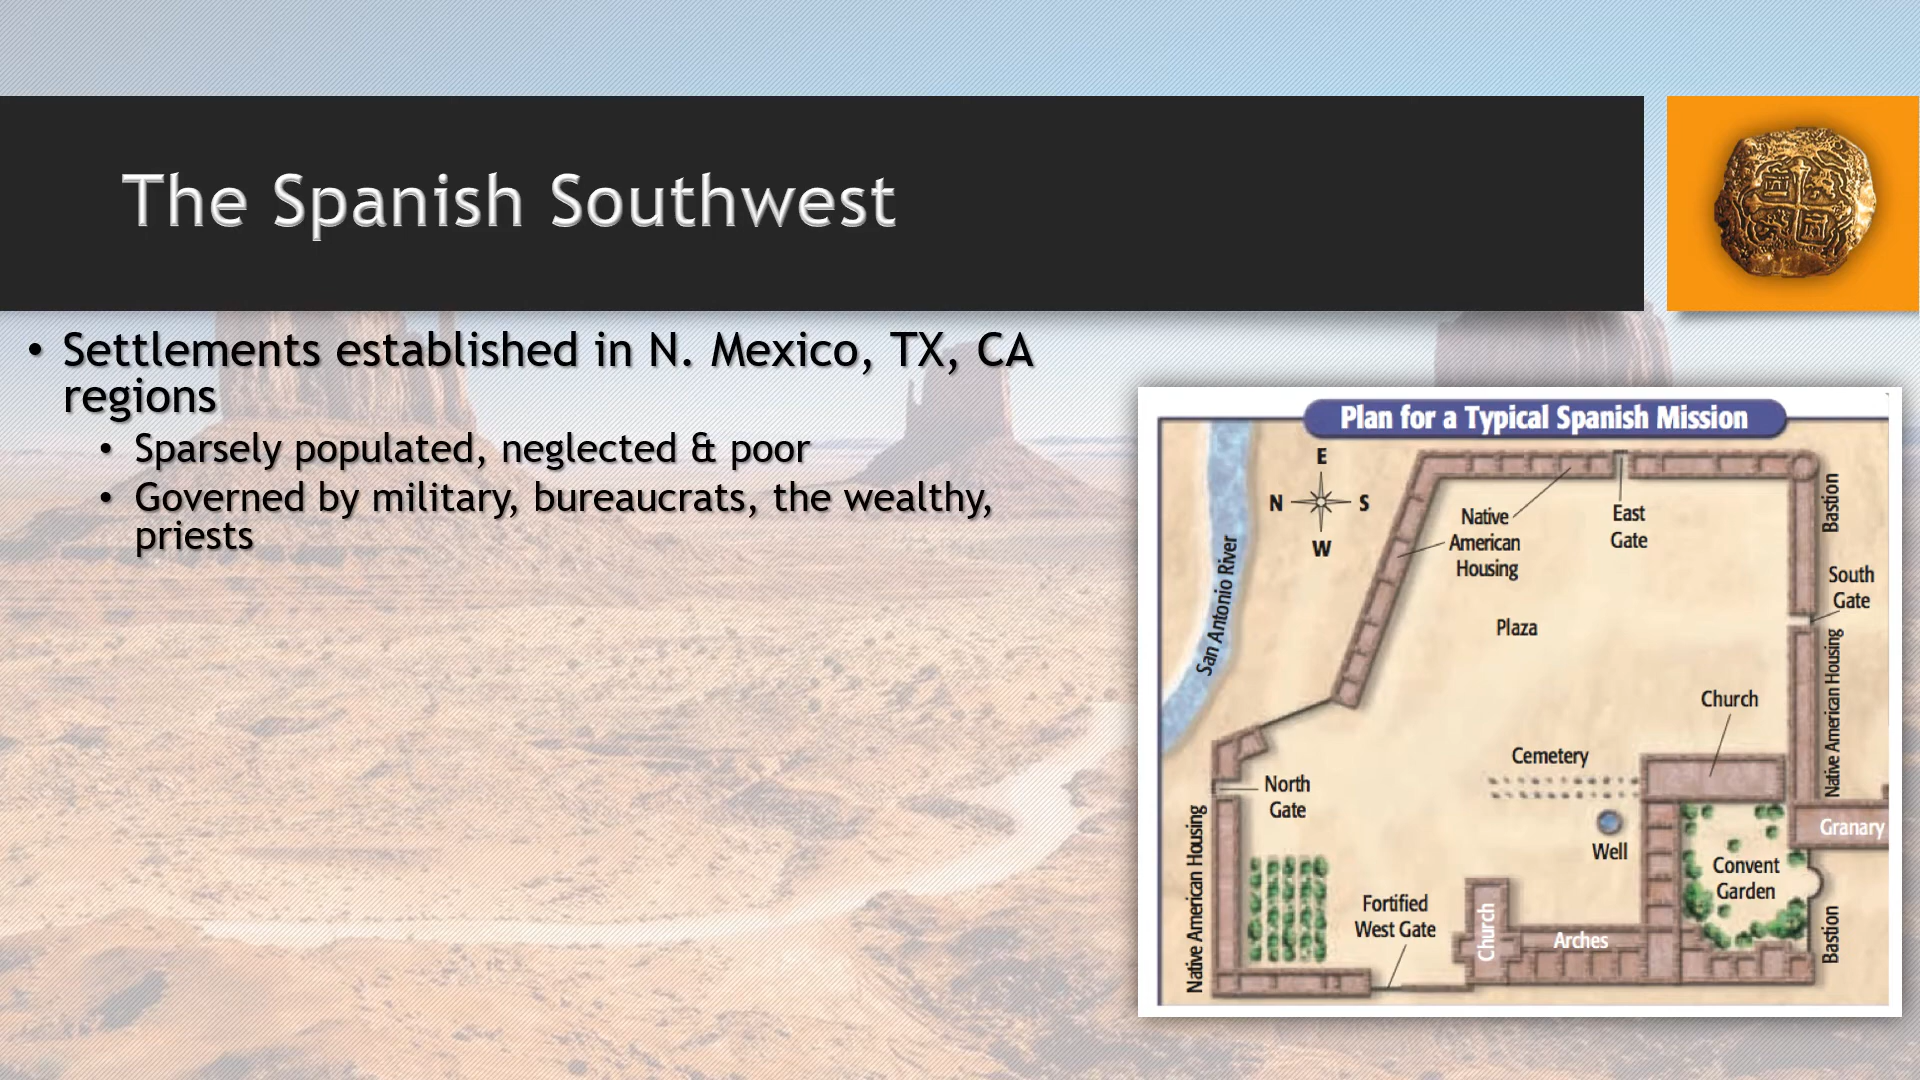 The Spanish Southwest
• Settlements established in N. Mexico, TX, CA
regions
• Sparsely populated, neglected & poor
• Governed by military, bureaucrats, the wealthy,
priests
Plan for a Typical Spanish Mission
E
N
S
W
San Antonio River
Native
American
Housing
East
Gate
Bastion
South
Gate
Plaza
Native American Housing
Church
Cemetery
North
Gate
Well
Granary
Convent
Garden
Native American Housing
Fortified
West Gate
Church
Arches
Bastion